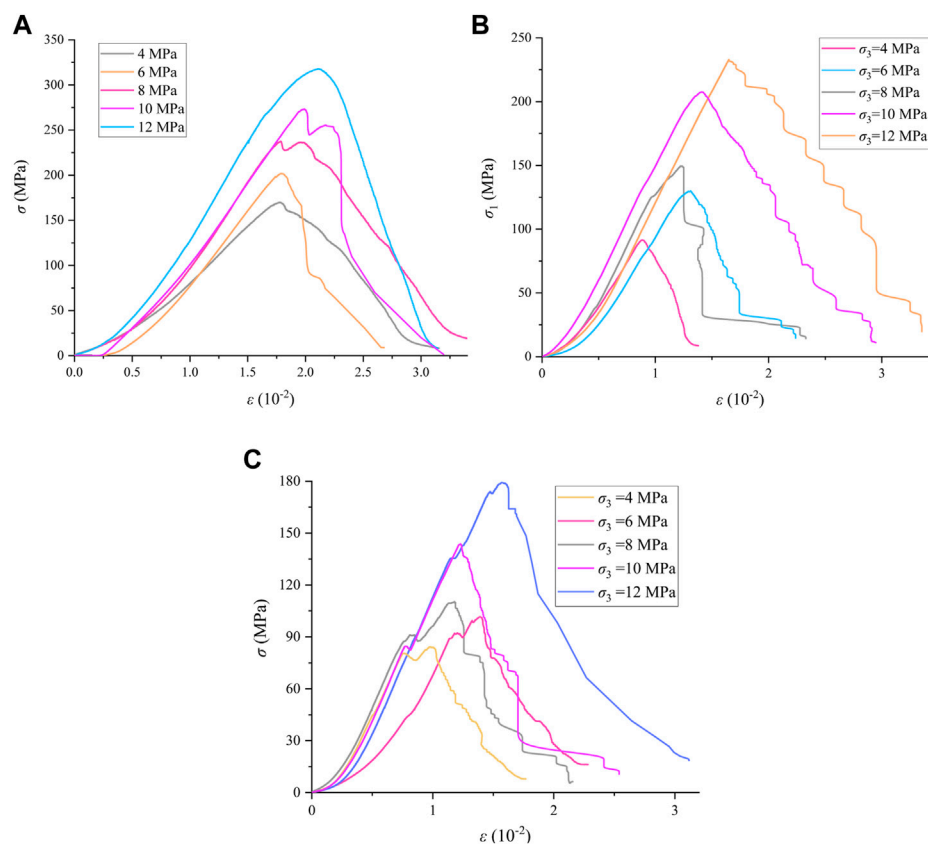 A
350
300
250
200
150
100
50
0
σ (MPa)
4 MPa
6 MPa
8 MPa
10 MPa
12 MPa
0.0 0.5 1.0 1.5 2.0 2.5 3.0
ε (10⁻²)
B
250
200
150
100
50
0
σ₁ (MPa)
σ₃=4 MPa
σ₃=6 MPa
σ₃=8 MPa
σ₃=10 MPa
σ₃=12 MPa
0 1 2 3
ε (10⁻²)
C
180
150
120
90
60
30
0
σ (MPa)
σ₃ =4 MPa
σ₃ =6 MPa
σ₃ =8 MPa
σ₃ =10 MPa
σ₃ =12 MPa
0 1 2 3
ε (10⁻²)